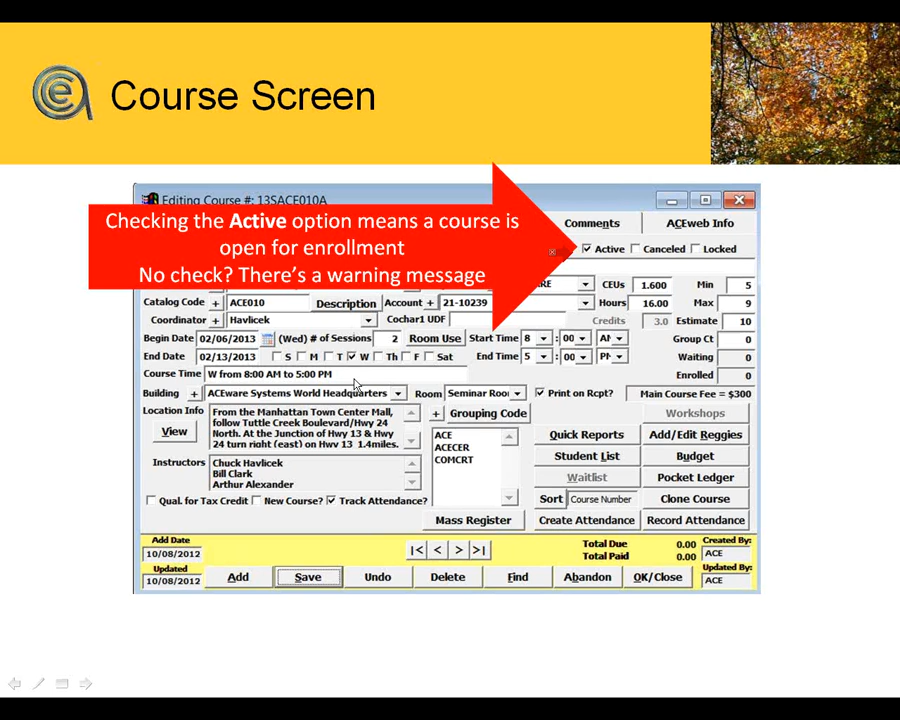 Course Screen
Editing Course #: 13SACE010A
Checking the Active option means a course is
open for enrollment
No check? There's a warning message
Comments ACEweb Info
Active Canceled Locked
CEUs 1.600 Min 5
Catalog Code + ACE010 Description Account + 21-10239 Hours 16.00 Max 9
Coordinator + Havlicek Cochar1 UDF Credits 3.0 Estimate 10
Begin Date 02/06/2013 (Wed) # of Sessions 2 Room Use Start Time 8 : 00 AM Group Ct 0
End Date 02/13/2013 S M T W Th F Sat End Time 5 : 00 PM Waiting 0
Course Time W from 8:00 AM to 5:00 PM Enrolled 0
Building + ACEware Systems World Headquarters Room Seminar Roo Print on Rcpt? Main Course Fee = $300
Location Info From the Manhattan Town Center Mall, + Grouping Code Workshops
follow Tuttle Creek Boulevard/Hwy 24
View North. At the Junction of Hwy 13 & Hwy ACE Quick Reports Add/Edit Reggies
24 turn right (east) on Hwy 13 1.4miles. ACECER
COMCRT Student List Budget
Instructors Chuck Havlicek
Bill Clark Waitlist Pocket Ledger
Arthur Alexander
Qual. for Tax Credit New Course? Track Attendance? Sort Course Number Clone Course
Mass Register Create Attendance Record Attendance
Add Date Total Due 0.00 Created By:
10/08/2012 |< < > >| Total Paid 0.00 ACE
Updated Updated By:
10/08/2012 Add Save Undo Delete Find Abandon OK/Close ACE